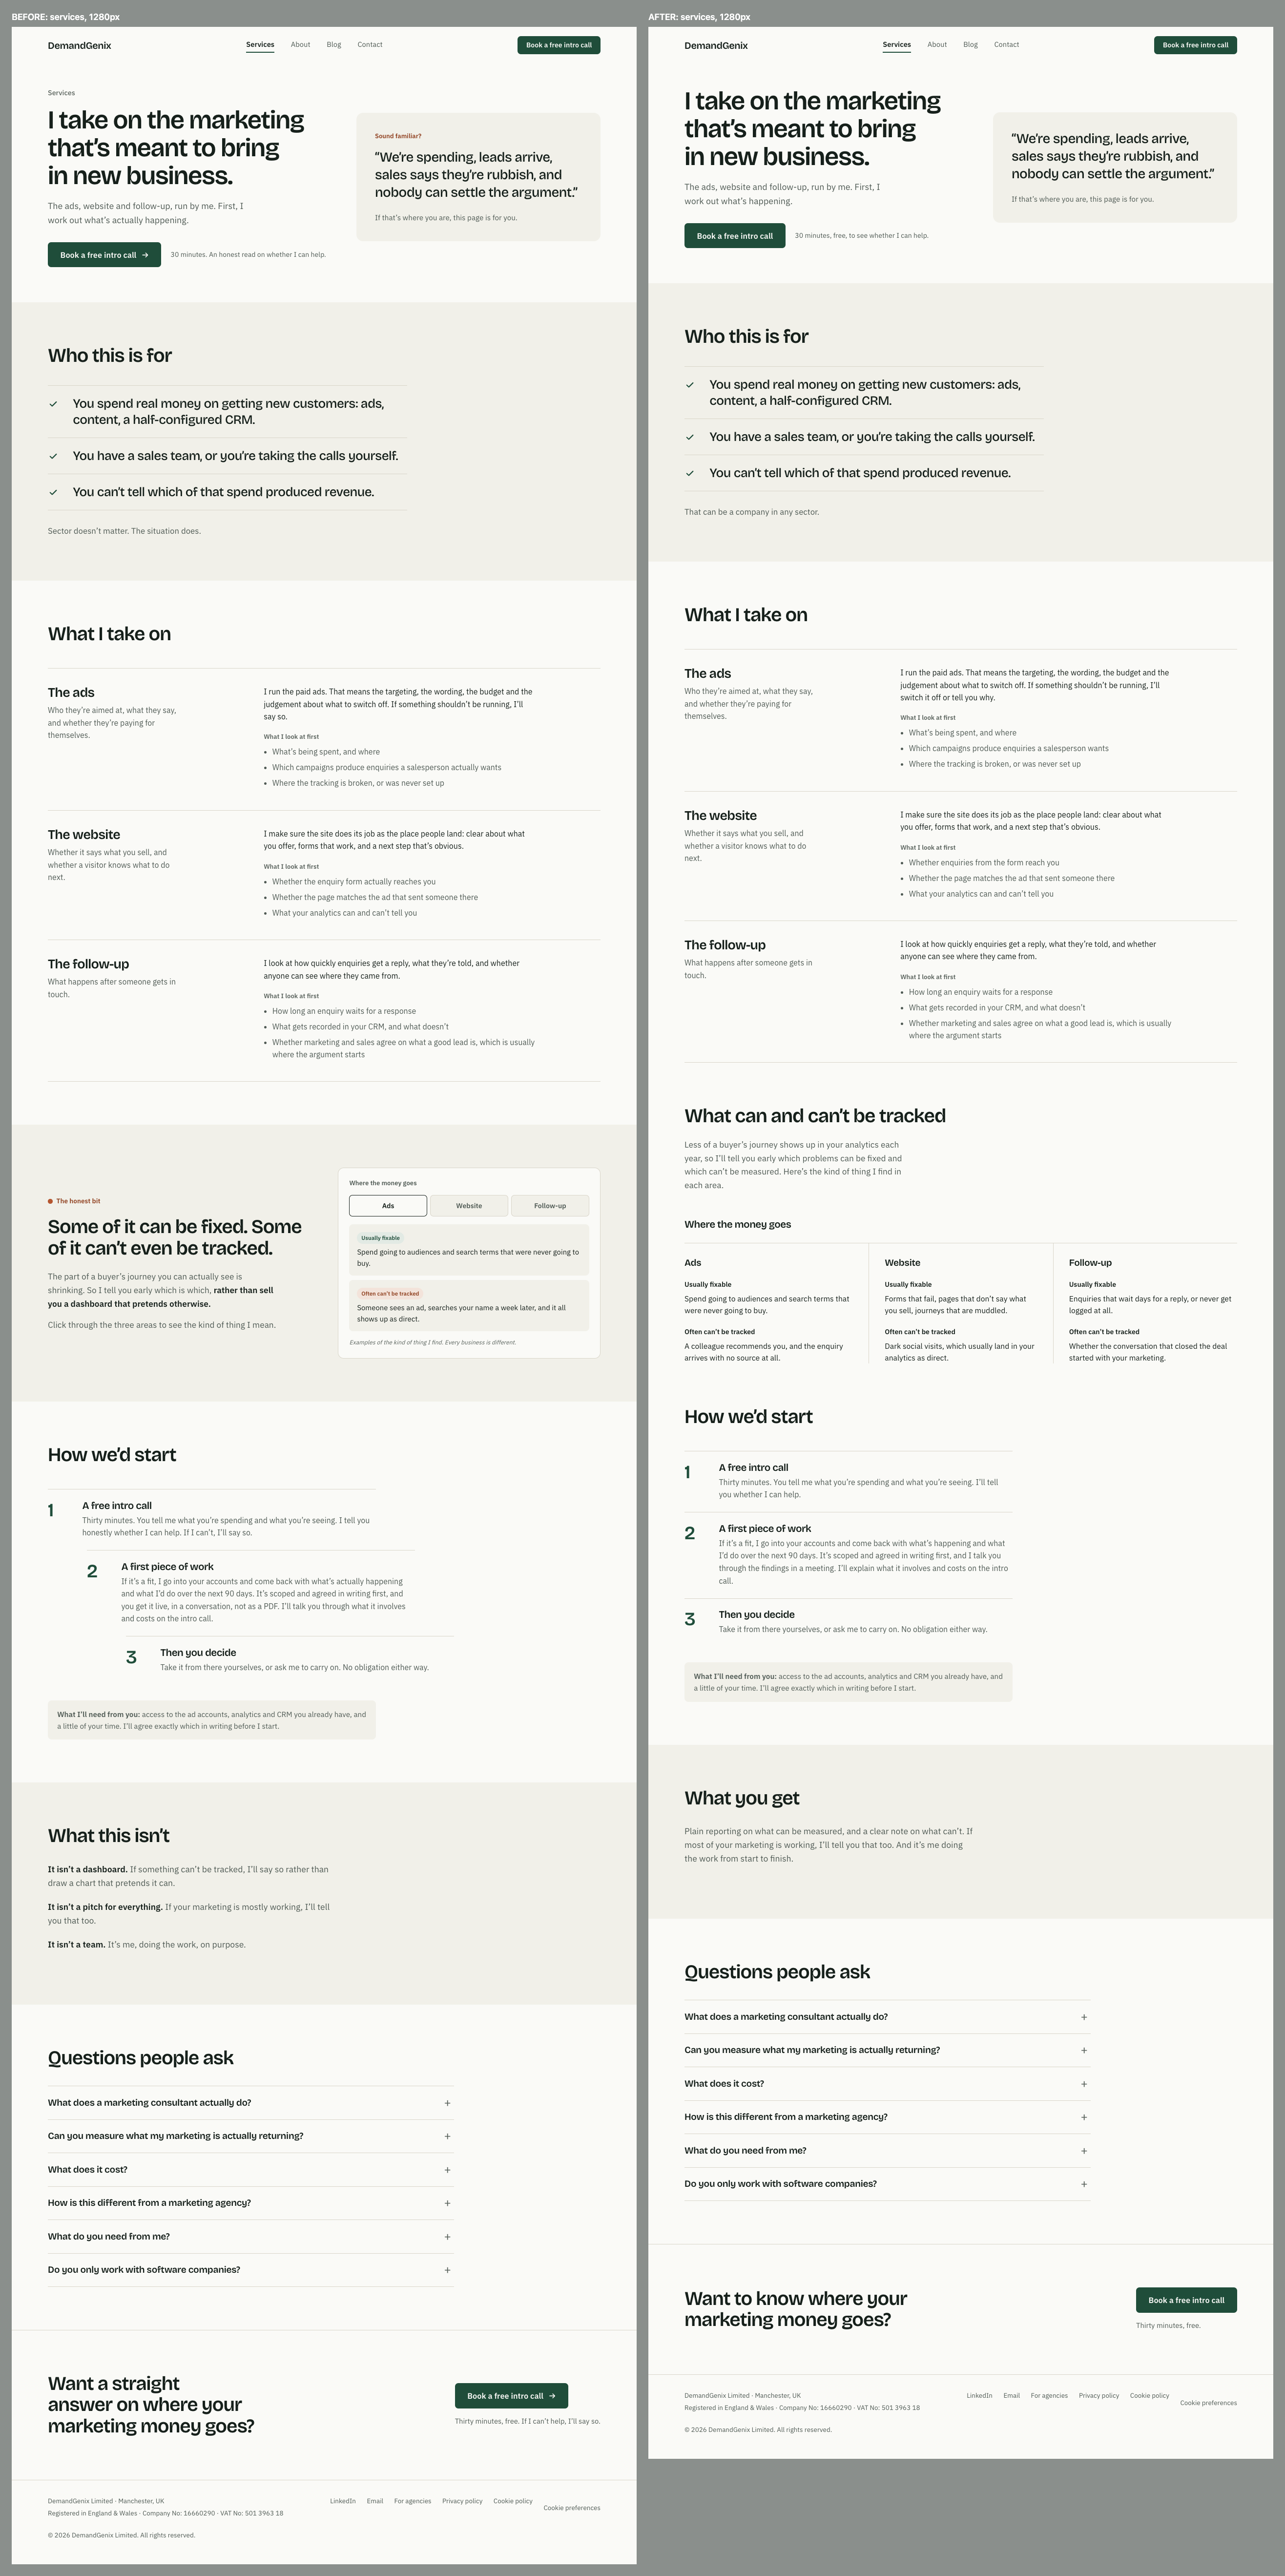 BEFORE: services, 1280px
DemandGenix
Services
About
Blog
Contact
Book a free intro call
Services
I take on the marketing
that’s meant to bring
in new business.
The ads, website and follow-up, run by me. First, I
work out what’s actually happening.
Book a free intro call →
30 minutes. An honest read on whether I can help.
Sound familiar?
“We’re spending, leads arrive,
sales says they’re rubbish, and
nobody can settle the argument.”
If that’s where you are, this page is for you.
Who this is for
You spend real money on getting new customers: ads,
content, a half-configured CRM.
You have a sales team, or you’re taking the calls yourself.
You can’t tell which of that spend produced revenue.
Sector doesn’t matter. The situation does.
What I take on
The ads
Who they’re aimed at, what they say,
and whether they’re paying for
themselves.
I run the paid ads. That means the targeting, the wording, the budget and the
judgement about what to switch off. If something shouldn’t be running, I’ll
say so.
What I look at first
• What’s being spent, and where
• Which campaigns produce enquiries a salesperson actually wants
• Where the tracking is broken, or was never set up
The website
Whether it says what you sell, and
whether a visitor knows what to do
next.
I make sure the site does its job as the place people land: clear about what
you offer, forms that work, and a next step that’s obvious.
What I look at first
• Whether the enquiry form actually reaches you
• Whether the page matches the ad that sent someone there
• What your analytics can and can’t tell you
The follow-up
What happens after someone gets in
touch.
I look at how quickly enquiries get a reply, what they’re told, and whether
anyone can see where they came from.
What I look at first
• How long an enquiry waits for a response
• What gets recorded in your CRM, and what doesn’t
• Whether marketing and sales agree on what a good lead is, which is usually
where the argument starts
The honest bit
Some of it can be fixed. Some
of it can’t even be tracked.
The part of a buyer’s journey you can actually see is
shrinking. So I tell you early which is which, rather than sell
you a dashboard that pretends otherwise.
Click through the three areas to see the kind of thing I mean.
Where the money goes
Ads
Website
Follow-up
Usually fixable
Spend going to audiences and search terms that were never going to
buy.
Often can’t be tracked
Someone sees an ad, searches your name a week later, and it all
shows up as direct.
Examples of the kind of thing I find. Every business is different.
How we’d start
1
A free intro call
Thirty minutes. You tell me what you’re spending and what you’re seeing. I tell you
honestly whether I can help. If I can’t, I’ll say so.
2
A first piece of work
If it’s a fit, I go into your accounts and come back with what’s actually happening
and what I’d do over the next 90 days. It’s scoped and agreed in writing first, and
you get it live, in a conversation, not as a PDF. I’ll talk you through what it involves
and costs on the intro call.
3
Then you decide
Take it from there yourselves, or ask me to carry on. No obligation either way.
What I’ll need from you: access to the ad accounts, analytics and CRM you already have, and
a little of your time. I’ll agree exactly which in writing before I start.
What this isn’t
It isn’t a dashboard. If something can’t be tracked, I’ll say so rather than
draw a chart that pretends it can.
It isn’t a pitch for everything. If your marketing is mostly working, I’ll tell
you that too.
It isn’t a team. It’s me, doing the work, on purpose.
Questions people ask
What does a marketing consultant actually do? +
Can you measure what my marketing is actually returning? +
What does it cost? +
How is this different from a marketing agency? +
What do you need from me? +
Do you only work with software companies? +
Want a straight
answer on where your
marketing money goes?
Book a free intro call →
Thirty minutes, free. If I can’t help, I’ll say so.
DemandGenix Limited · Manchester, UK
Registered in England & Wales · Company No: 16660290 · VAT No: 501 3963 18
LinkedIn
Email
For agencies
Privacy policy
Cookie policy
Cookie preferences
© 2026 DemandGenix Limited. All rights reserved.
AFTER: services, 1280px
DemandGenix
Services
About
Blog
Contact
Book a free intro call
I take on the marketing
that’s meant to bring
in new business.
The ads, website and follow-up, run by me. First, I
work out what’s happening.
Book a free intro call
30 minutes, free, to see whether I can help.
“We’re spending, leads arrive,
sales says they’re rubbish, and
nobody can settle the argument.”
If that’s where you are, this page is for you.
Who this is for
You spend real money on getting new customers: ads,
content, a half-configured CRM.
You have a sales team, or you’re taking the calls yourself.
You can’t tell which of that spend produced revenue.
That can be a company in any sector.
What I take on
The ads
Who they’re aimed at, what they say,
and whether they’re paying for
themselves.
I run the paid ads. That means the targeting, the wording, the budget and the
judgement about what to switch off. If something shouldn’t be running, I’ll
switch it off or tell you why.
What I look at first
• What’s being spent, and where
• Which campaigns produce enquiries a salesperson wants
• Where the tracking is broken, or was never set up
The website
Whether it says what you sell, and
whether a visitor knows what to do
next.
I make sure the site does its job as the place people land: clear about what
you offer, forms that work, and a next step that’s obvious.
What I look at first
• Whether enquiries from the form reach you
• Whether the page matches the ad that sent someone there
• What your analytics can and can’t tell you
The follow-up
What happens after someone gets in
touch.
I look at how quickly enquiries get a reply, what they’re told, and whether
anyone can see where they came from.
What I look at first
• How long an enquiry waits for a response
• What gets recorded in your CRM, and what doesn’t
• Whether marketing and sales agree on what a good lead is, which is usually
where the argument starts
What can and can’t be tracked
Less of a buyer’s journey shows up in your analytics each
year, so I’ll tell you early which problems can be fixed and
which can’t be measured. Here’s the kind of thing I find in
each area.
Where the money goes
Ads
Usually fixable
Spend going to audiences and search terms that
were never going to buy.
Often can’t be tracked
A colleague recommends you, and the enquiry
arrives with no source at all.
Website
Usually fixable
Forms that fail, pages that don’t say what
you sell, journeys that are muddled.
Often can’t be tracked
Dark social visits, which usually land in your
analytics as direct.
Follow-up
Usually fixable
Enquiries that wait days for a reply, or never get
logged at all.
Often can’t be tracked
Whether the conversation that closed the deal
started with your marketing.
How we’d start
1
A free intro call
Thirty minutes. You tell me what you’re spending and what you’re seeing. I’ll tell
you whether I can help.
2
A first piece of work
If it’s a fit, I go into your accounts and come back with what’s happening and what
I’d do over the next 90 days. It’s scoped and agreed in writing first, and I talk you
through the findings in a meeting. I’ll explain what it involves and costs on the intro
call.
3
Then you decide
Take it from there yourselves, or ask me to carry on. No obligation either way.
What I’ll need from you: access to the ad accounts, analytics and CRM you already have, and
a little of your time. I’ll agree exactly which in writing before I start.
What you get
Plain reporting on what can be measured, and a clear note on what can’t. If
most of your marketing is working, I’ll tell you that too. And it’s me doing
the work from start to finish.
Questions people ask
What does a marketing consultant actually do? +
Can you measure what my marketing is actually returning? +
What does it cost? +
How is this different from a marketing agency? +
What do you need from me? +
Do you only work with software companies? +
Want to know where your
marketing money goes?
Book a free intro call
Thirty minutes, free.
DemandGenix Limited · Manchester, UK
Registered in England & Wales · Company No: 16660290 · VAT No: 501 3963 18
LinkedIn
Email
For agencies
Privacy policy
Cookie policy
Cookie preferences
© 2026 DemandGenix Limited. All rights reserved.